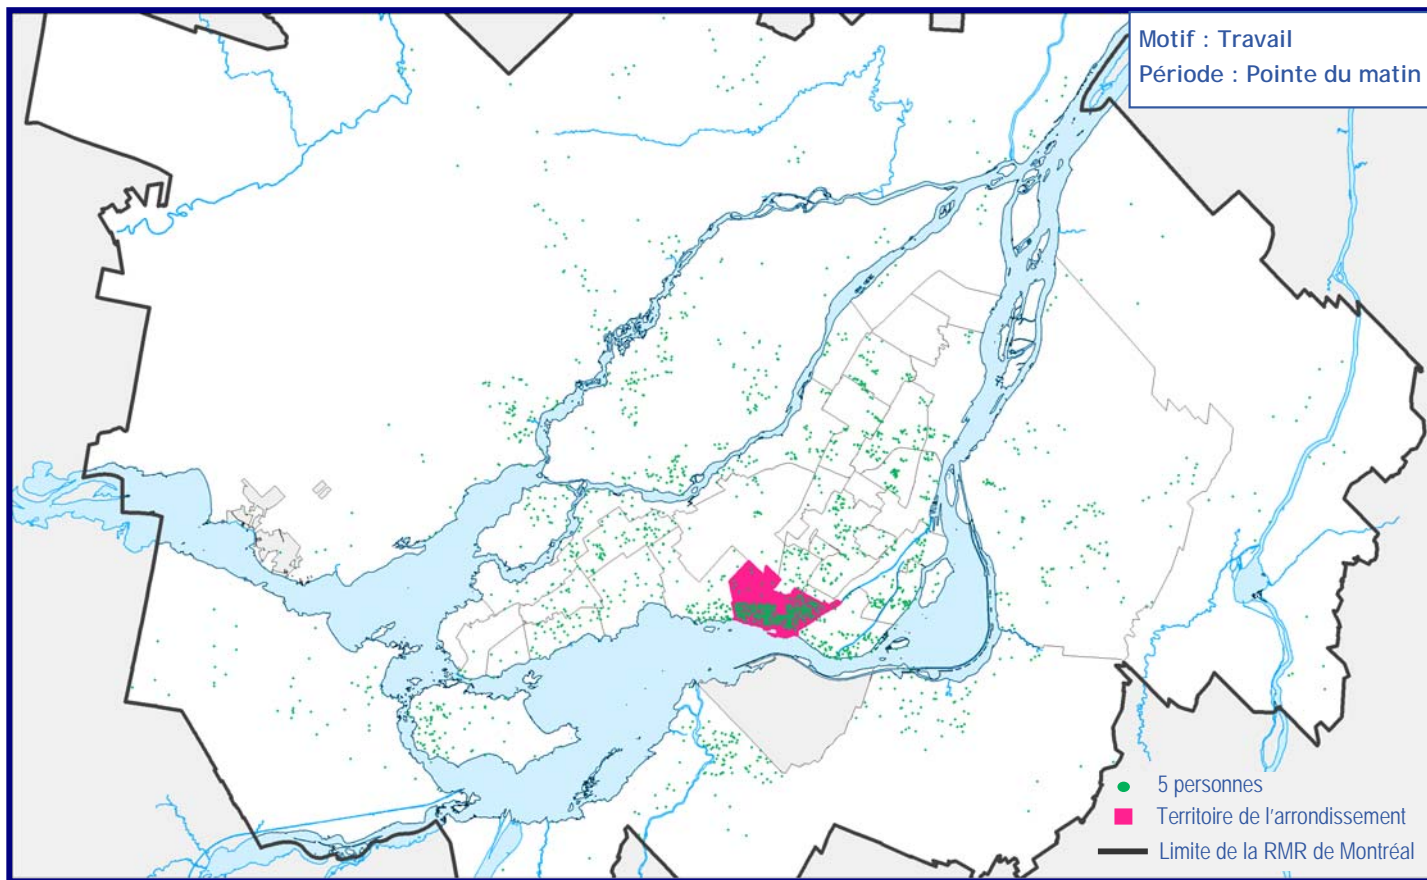 Motif : Travail
Période : Pointe du matin
5 personnes
Territoire de l'arrondissement
Limite de la RMR de Montréal